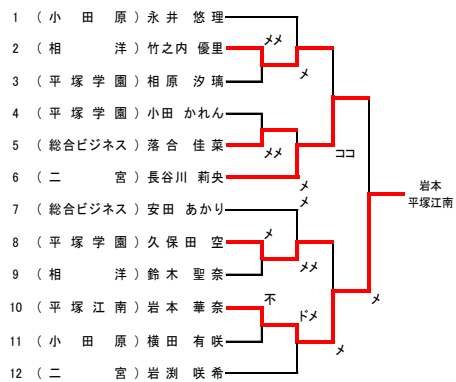 1 （小田原）永井 悠理
2 （相洋）竹之内 優里
メメ
3 （平塚学園）相原 汐璃
メ
4 （平塚学園）小田 かれん
5 （総合ビジネス）落合 佳菜
メメ
ココ
6 （二宮）長谷川 莉央
メ
岩本
平塚江南
7 （総合ビジネス）安田 あかり
メ
8 （平塚学園）久保田 空
メ
9 （相洋）鈴木 聖奈
メメ
10 （平塚江南）岩本 華奈
不
メ
11 （小田原）横田 有咲
ドメ
メ
12 （二宮）岩渕 咲希